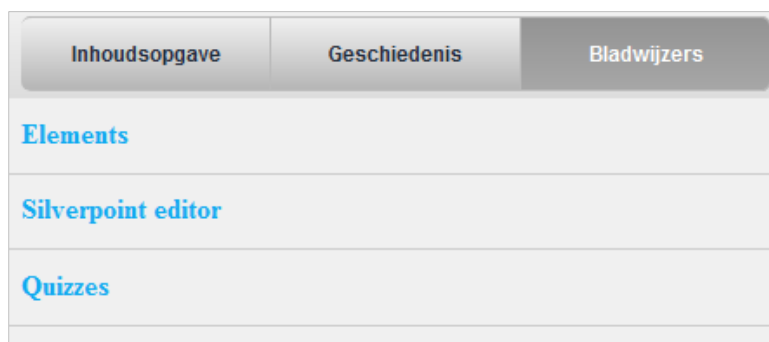 Inhoudsopgave Geschiedenis Bladwijzers
Elements
Silverpoint editor
Quizzes